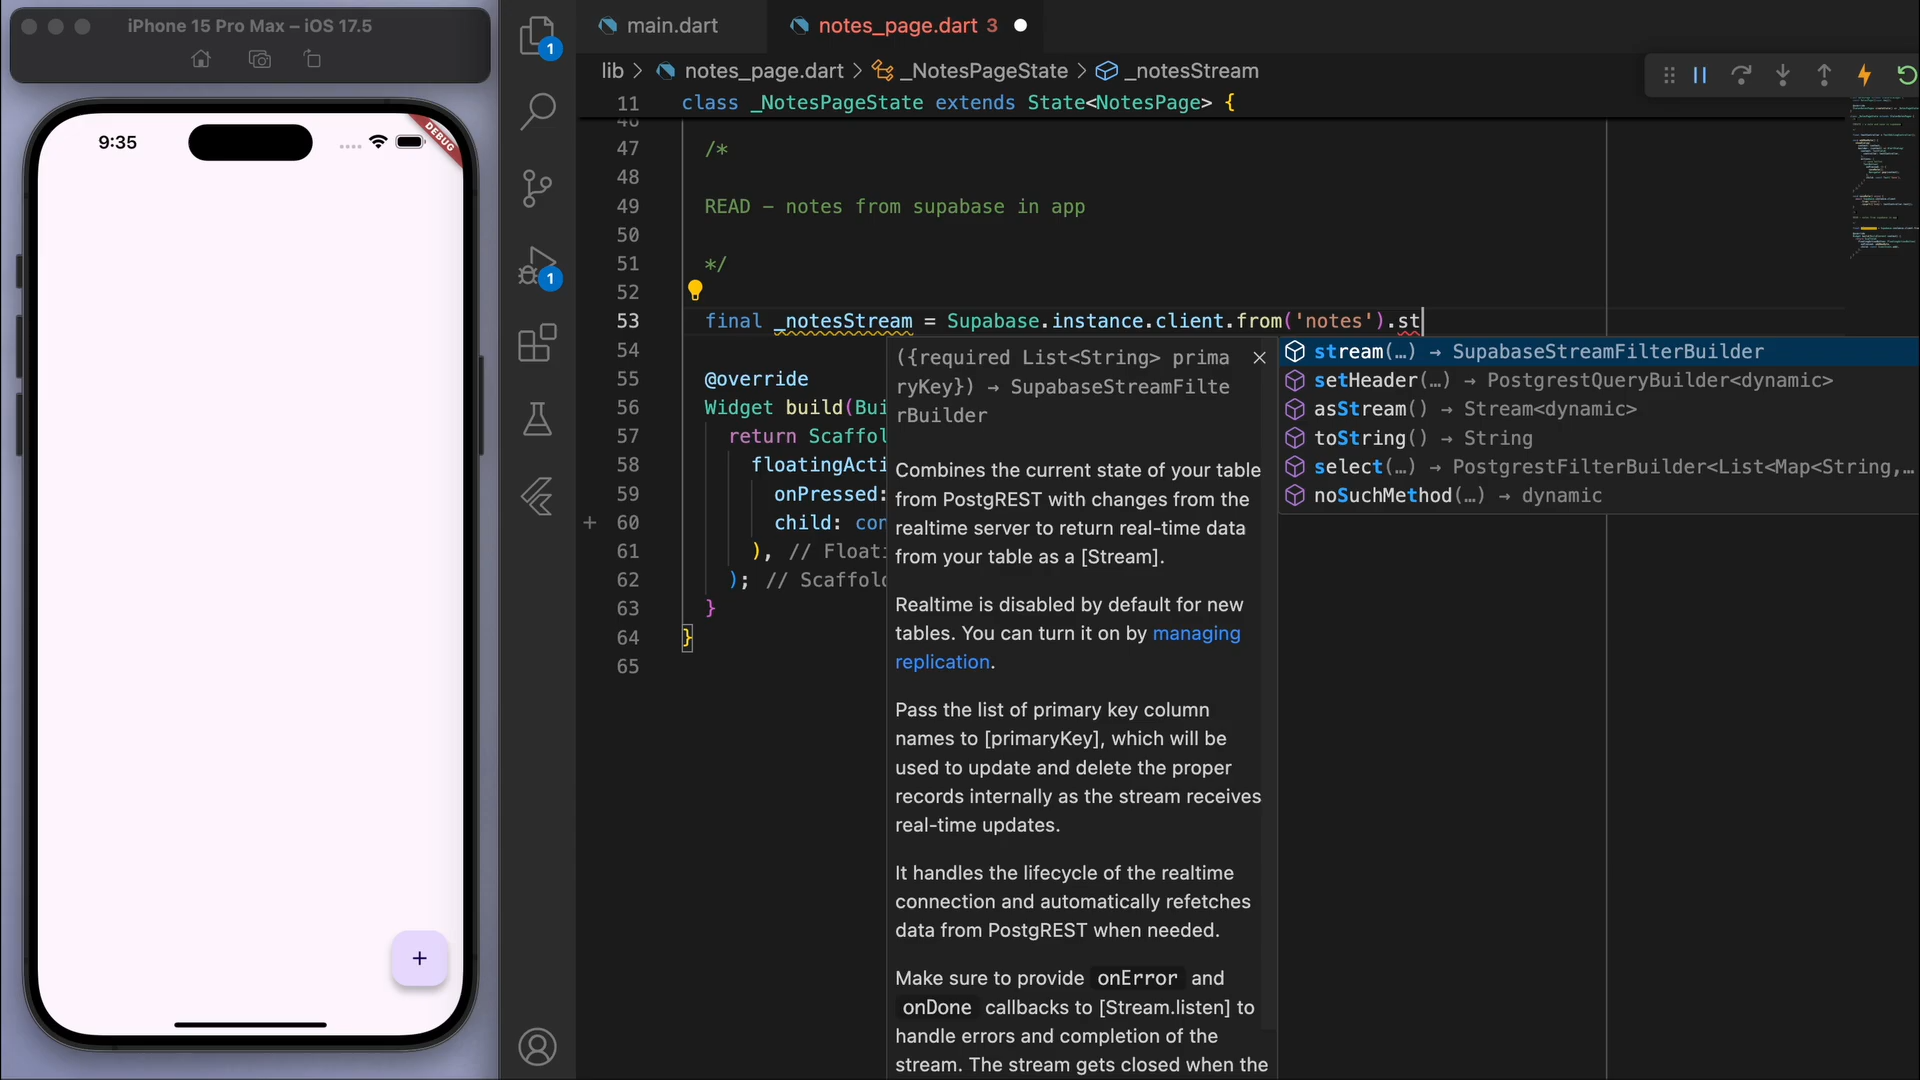 iPhone 15 Pro Max – iOS 17.5
9:35
DEBUG
+
1
1
main.dart
notes_page.dart 3
lib > notes_page.dart > _NotesPageState > _notesStream
11 class _NotesPageState extends State<NotesPage> {
46
47 /*
48
49 READ – notes from supabase in app
50
51 */
52
53 final _notesStream = Supabase.instance.client.from('notes').st
54
55 @override
56 Widget build(Bui
57 return Scaffol
58 floatingActi
59 onPressed:
+ 60 child: con
61 ), // Floati
62 ); // Scaffold
63 }
64 }
65
({required List<String> prima
ryKey}) → SupabaseStreamFilte
rBuilder
Combines the current state of your table
from PostgREST with changes from the
realtime server to return real-time data
from your table as a [Stream].
Realtime is disabled by default for new
tables. You can turn it on by managing
replication.
Pass the list of primary key column
names to [primaryKey], which will be
used to update and delete the proper
records internally as the stream receives
real-time updates.
It handles the lifecycle of the realtime
connection and automatically refetches
data from PostgREST when needed.
Make sure to provide onError and
onDone callbacks to [Stream.listen] to
handle errors and completion of the
stream. The stream gets closed when the
stream(…) → SupabaseStreamFilterBuilder
setHeader(…) → PostgrestQueryBuilder<dynamic>
asStream() → Stream<dynamic>
toString() → String
select(…) → PostgrestFilterBuilder<List<Map<String,…
noSuchMethod(…) → dynamic